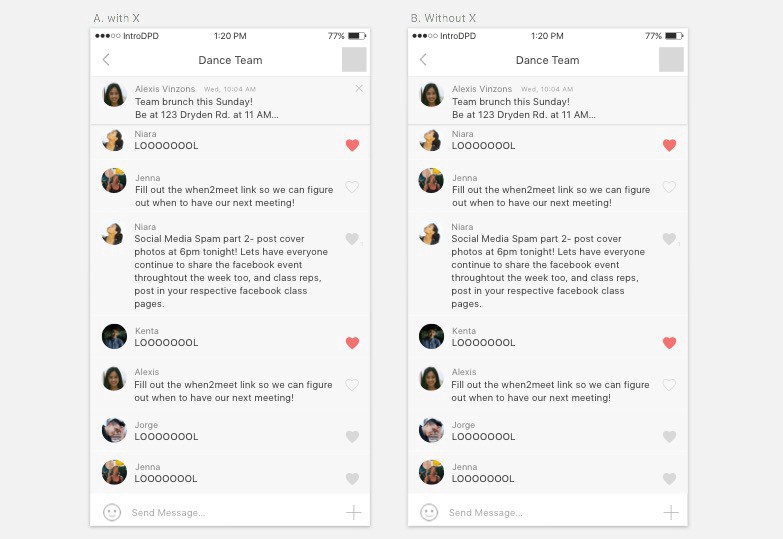 A. with X
IntroDPD 1:20 PM 77%
Dance Team
Alexis Vinzons Wed, 10:04 AM
Team brunch this Sunday!
Be at 123 Dryden Rd. at 11 AM...
Niara
LOOOOOOOL
Jenna
Fill out the when2meet link so we can figure
out when to have our next meeting!
Niara
Social Media Spam part 2- post cover
photos at 6pm tonight! Lets have everyone
continue to share the facebook event
throughtout the week too, and class reps,
post in your respective facebook class
pages.
Kenta
LOOOOOOOL
Alexis
Fill out the when2meet link so we can figure
out when to have our next meeting!
Jorge
LOOOOOOOL
Jenna
LOOOOOOOL
Send Message...
B. Without X
IntroDPD 1:20 PM 77%
Dance Team
Alexis Vinzons Wed, 10:04 AM
Team brunch this Sunday!
Be at 123 Dryden Rd. at 11 AM...
Niara
LOOOOOOOL
Jenna
Fill out the when2meet link so we can figure
out when to have our next meeting!
Niara
Social Media Spam part 2- post cover
photos at 6pm tonight! Lets have everyone
continue to share the facebook event
throughtout the week too, and class reps,
post in your respective facebook class
pages.
Kenta
LOOOOOOOL
Alexis
Fill out the when2meet link so we can figure
out when to have our next meeting!
Jorge
LOOOOOOOL
Jenna
LOOOOOOOL
Send Message...